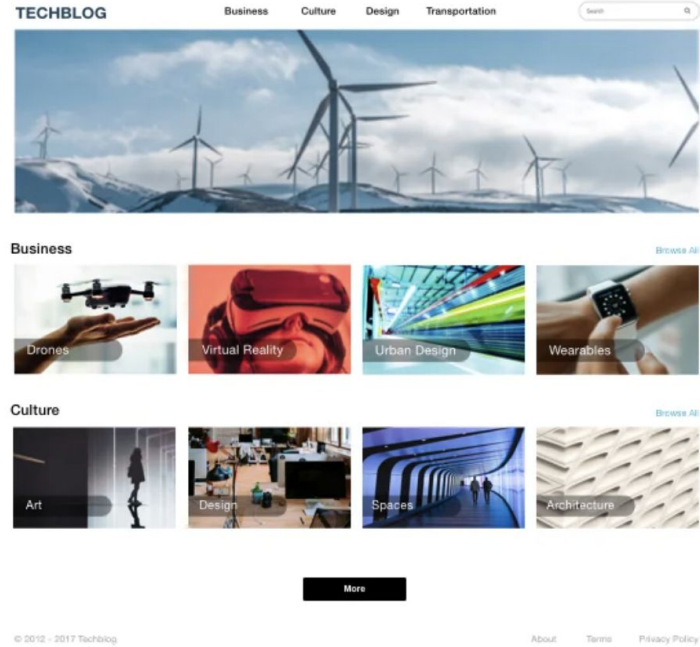 TECHBLOG
Business Culture Design Transportation Search
Business
Browse All
Drones
Virtual Reality
Urban Design
Wearables
Culture
Browse All
Art
Design
Spaces
Architecture
More
© 2012 - 2017 Techblog.
About Terms Privacy Policy